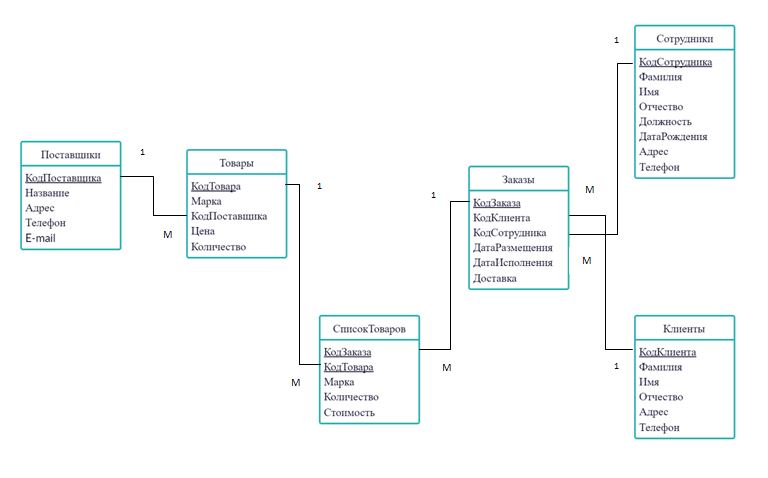 Поставщики
КодПоставщика
Название
Адрес
Телефон
E-mail
1
М
Товары
КодТовара
Марка
КодПоставщика
Цена
Количество
1
М
СписокТоваров
КодЗаказа
КодТовара
Марка
Количество
Стоимость
1
М
Заказы
КодЗаказа
КодКлиента
КодСотрудника
ДатаРазмещения
ДатаИсполнения
Доставка
М
М
1
Сотрудники
КодСотрудника
Фамилия
Имя
Отчество
Должность
ДатаРождения
Адрес
Телефон
1
Клиенты
КодКлиента
Фамилия
Имя
Отчество
Адрес
Телефон